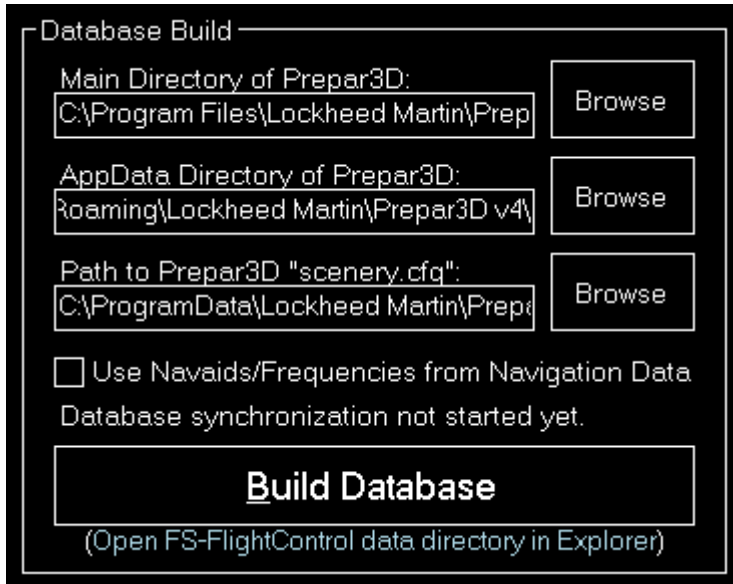 Database Build
Main Directory of Prepar3D:
C:\Program Files\Lockheed Martin\Prep
Browse
AppData Directory of Prepar3D:
Roaming\Lockheed Martin\Prepar3D v4\
Browse
Path to Prepar3D "scenery.cfg":
C:\ProgramData\Lockheed Martin\Prepa
Browse
Use Navaids/Frequencies from Navigation Data
Database synchronization not started yet.
Build Database
(Open FS-FlightControl data directory in Explorer)